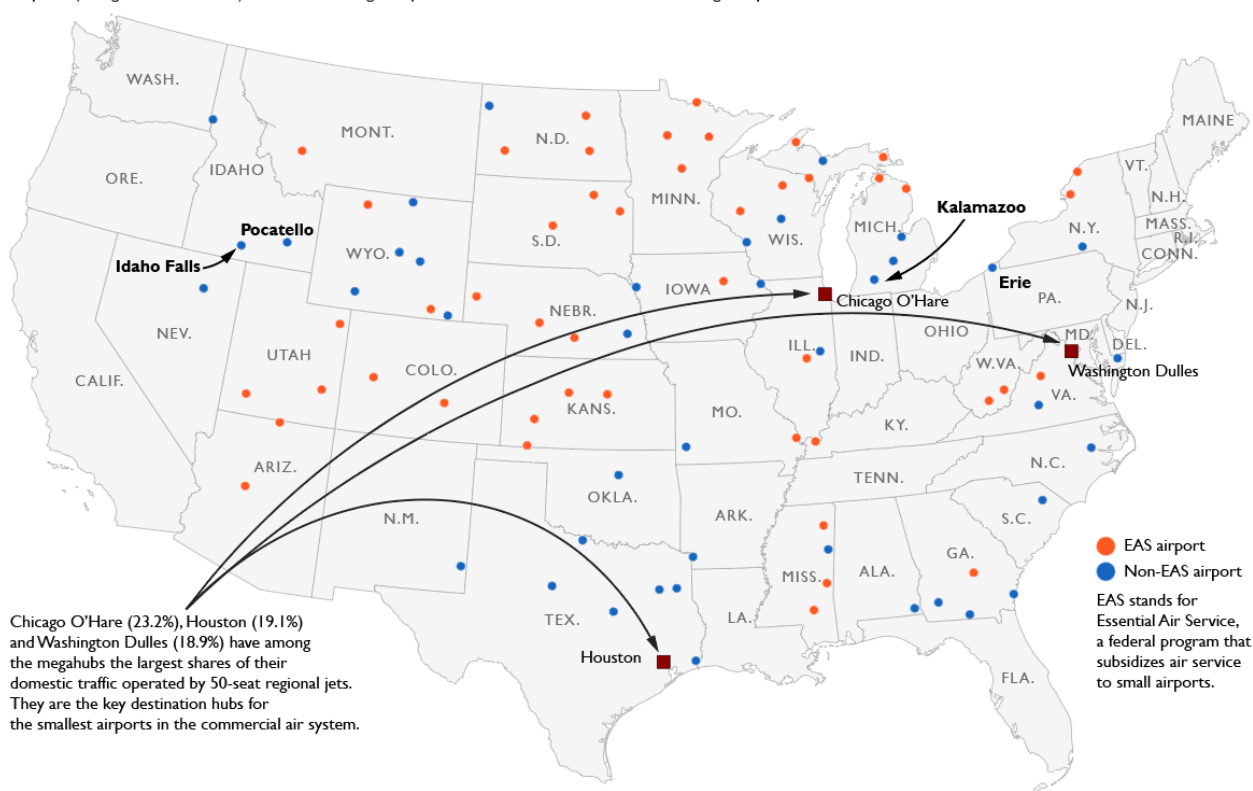 WASH.
MONT.
N.D.
MINN.
MAINE
ORE.
IDAHO
S.D.
WIS.
MICH.
VT.
N.H.
N.Y.
MASS.
R.I.
CONN.
Kalamazoo
Pocatello
Idaho Falls
WYO.
IOWA
NEBR.
Chicago O'Hare
Erie
PA.
N.J.
NEV.
UTAH
COLO.
ILL.
IND.
OHIO
MD.
DEL.
W.VA.
Washington Dulles
CALIF.
KANS.
MO.
KY.
VA.
ARIZ.
N.M.
OKLA.
ARK.
TENN.
N.C.
S.C.
MISS.
ALA.
GA.
TEX.
LA.
FLA.
Houston
EAS airport
Non-EAS airport
EAS stands for
Essential Air Service,
a federal program that
subsidizes air service
to small airports.
Chicago O'Hare (23.2%), Houston (19.1%)
and Washington Dulles (18.9%) have among
the megahubs the largest shares of their
domestic traffic operated by 50-seat regional jets.
They are the key destination hubs for
the smallest airports in the commercial air system.